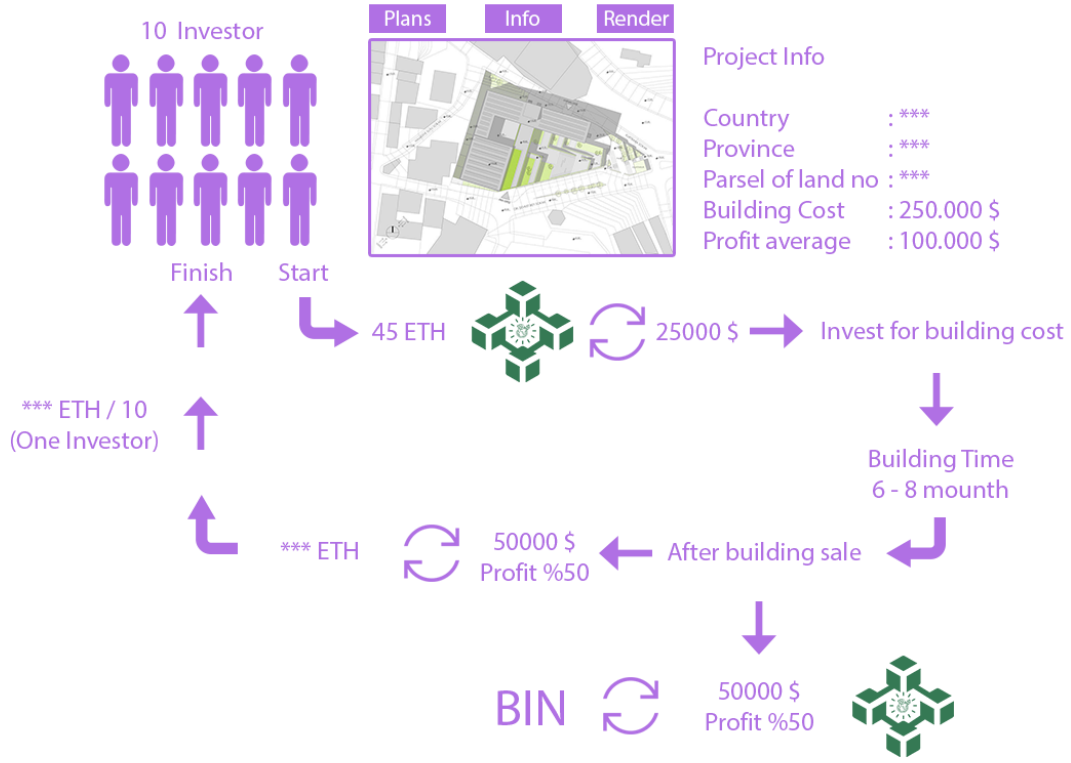 Plans
Info
Render
10 Investor
Project Info
Country : ***
Province : ***
Parsel of land no : ***
Building Cost : 250.000 $
Profit average : 100.000 $
Finish
Start
45 ETH
25000 $
Invest for building cost
*** ETH / 10
(One Investor)
Building Time
6 - 8 mounth
After building sale
50000 $
Profit %50
*** ETH
BIN
50000 $
Profit %50